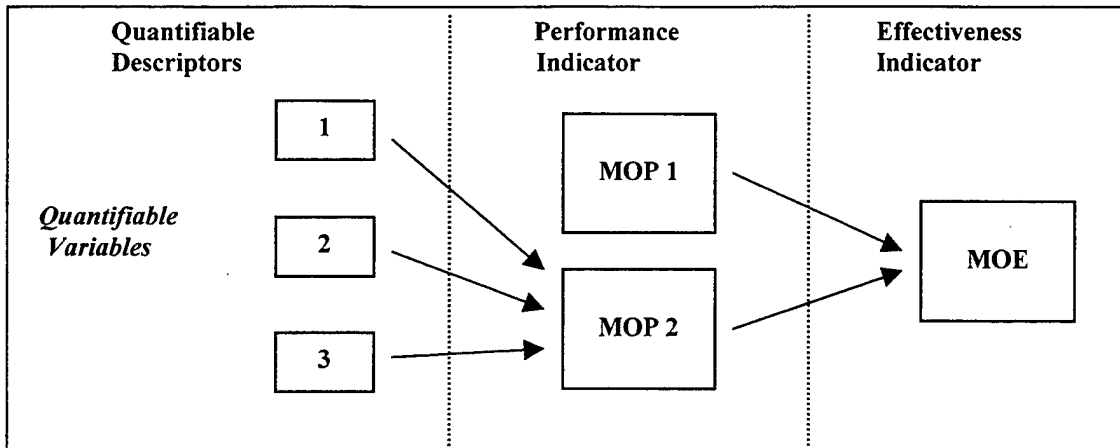 Quantifiable
Descriptors
Performance
Indicator
Effectiveness
Indicator
1
MOP 1
Quantifiable
Variables
2
MOE
MOP 2
3